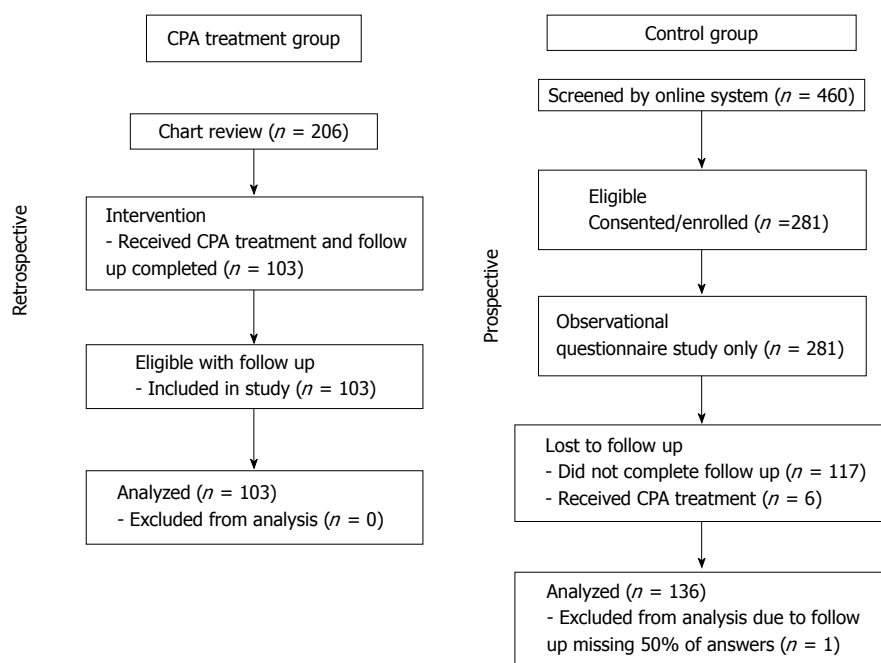 CPA treatment group
Chart review (n = 206)
Retrospective
Intervention
- Received CPA treatment and follow
up completed (n = 103)
Eligible with follow up
- Included in study (n = 103)
Analyzed (n = 103)
- Excluded from analysis (n = 0)
Control group
Screened by online system (n = 460)
Prospective
Eligible
Consented/enrolled (n =281)
Observational
questionnaire study only (n = 281)
Lost to follow up
- Did not complete follow up (n = 117)
- Received CPA treatment (n = 6)
Analyzed (n = 136)
- Excluded from analysis due to follow
up missing 50% of answers (n = 1)